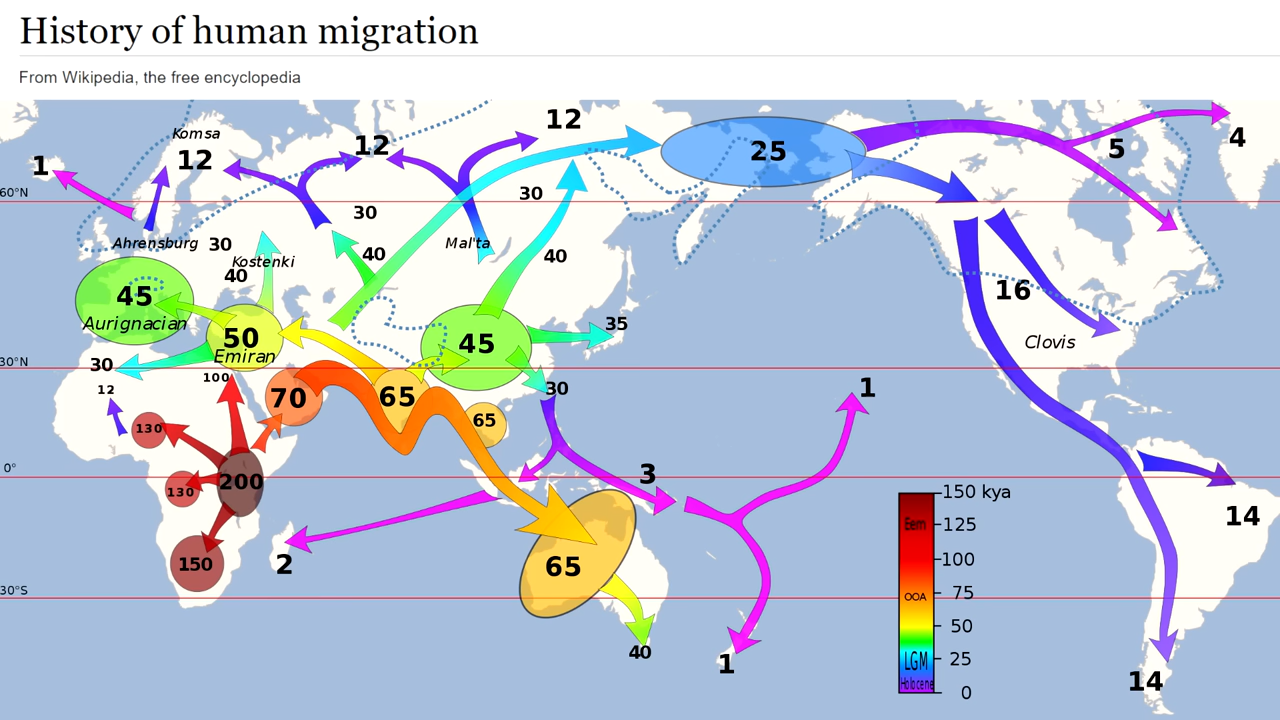 History of human migration
From Wikipedia, the free encyclopedia
12
Komsa
12
4
12
5
25
1
60°N
30
30
Ahrensburg
30
Mal'ta
40
40
Kostenki
40
45
16
Aurignacian
50
45
35
Clovis
Emiran
30°N
30
100
12
70
65
30
1
65
130
0°
200
130
3
150 kya
Eem
125
14
2
150
65
100
30°S
OOA
75
50
40
1
LGM
25
14
Holocene
0